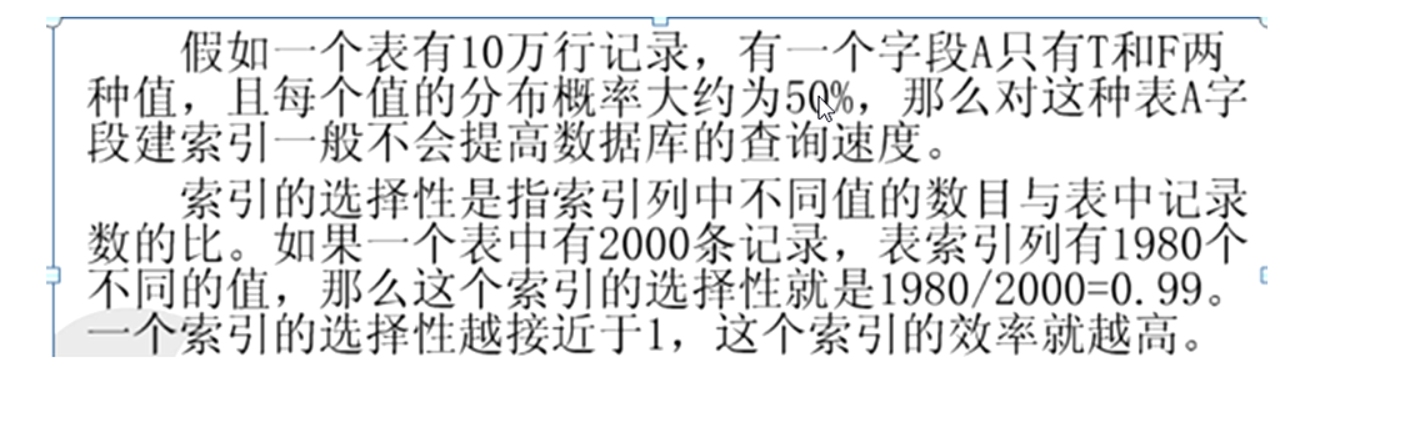 假如一个表有10万行记录，有一个字段A只有T和F两
种值，且每个值的分布概率大约为50%，那么对这种表A字
段建索引一般不会提高数据库的查询速度。
索引的选择性是指索引列中不同值的数目与表中记录
数的比。如果一个表中有2000条记录，表索引列有1980个
不同的值，那么这个索引的选择性就是1980/2000=0.99。
一个索引的选择性越接近于1，这个索引的效率就越高。